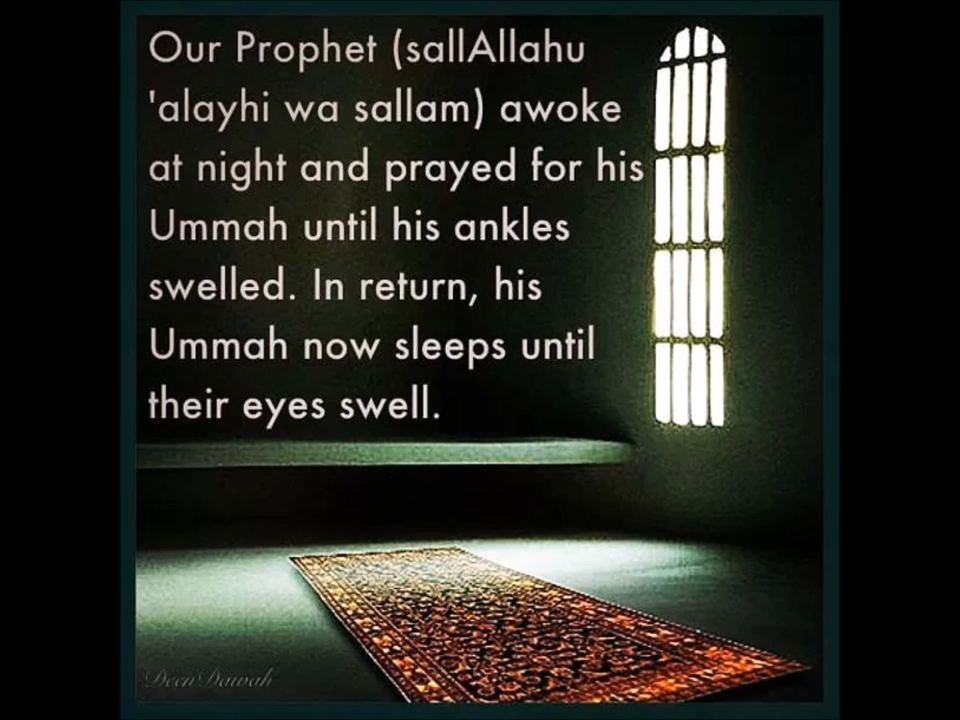 Our Prophet (sallAllahu
'alayhi wa sallam) awoke
at night and prayed for his
Ummah until his ankles
swelled. In return, his
Ummah now sleeps until
their eyes swell.
DeenDawah